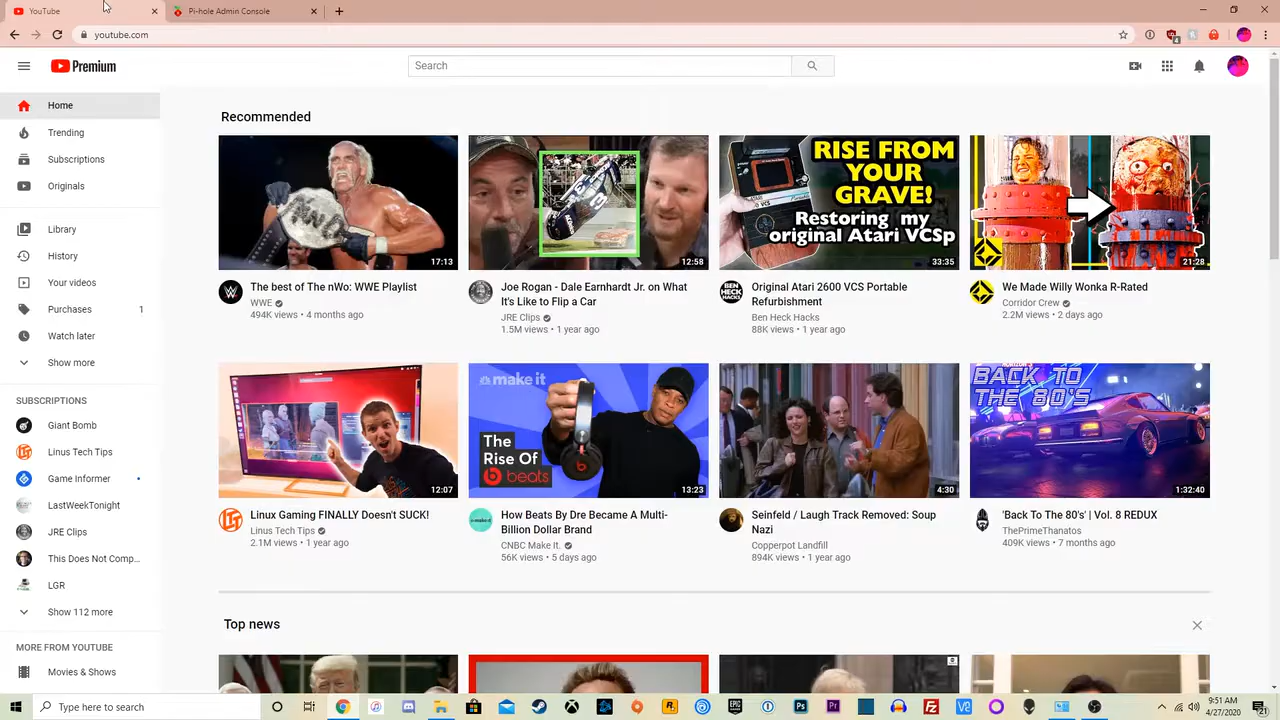 YouTube
Pi-hole Admin Console
youtube.com
4
Premium
Search
Home
Trending
Subscriptions
Originals
Library
History
Your videos
Purchases 1
Watch later
Show more
SUBSCRIPTIONS
Giant Bomb
Linus Tech Tips
Game Informer
LastWeekTonight
JRE Clips
This Does Not Comp...
LGR
Show 112 more
MORE FROM YOUTUBE
Movies & Shows
Recommended
17:13
The best of The nWo: WWE Playlist
WWE
494K views • 4 months ago
12:58
Joe Rogan - Dale Earnhardt Jr. on What
It's Like to Flip a Car
JRE Clips
1.5M views • 1 year ago
RISE FROM
YOUR
GRAVE!
Restoring my
original Atari VCSp
33:35
Original Atari 2600 VCS Portable
Refurbishment
BEN
HECK
HACKS
Ben Heck Hacks
88K views • 1 year ago
21:28
We Made Willy Wonka R-Rated
Corridor Crew
2.2M views • 2 days ago
12:07
Linux Gaming FINALLY Doesn't SUCK!
Linus Tech Tips
2.1M views • 1 year ago
make it
The
Rise Of
beats
13:23
How Beats By Dre Became A Multi-
Billion Dollar Brand
make it
CNBC Make It.
56K views • 5 days ago
4:30
Seinfeld / Laugh Track Removed: Soup
Nazi
Copperpot Landfill
894K views • 1 year ago
BACK TO
THE 80'S
1:32:40
'Back To The 80's' | Vol. 8 REDUX
ThePrimeThanatos
409K views • 7 months ago
Top news
Type here to search
9:51 AM
4/27/2020
21